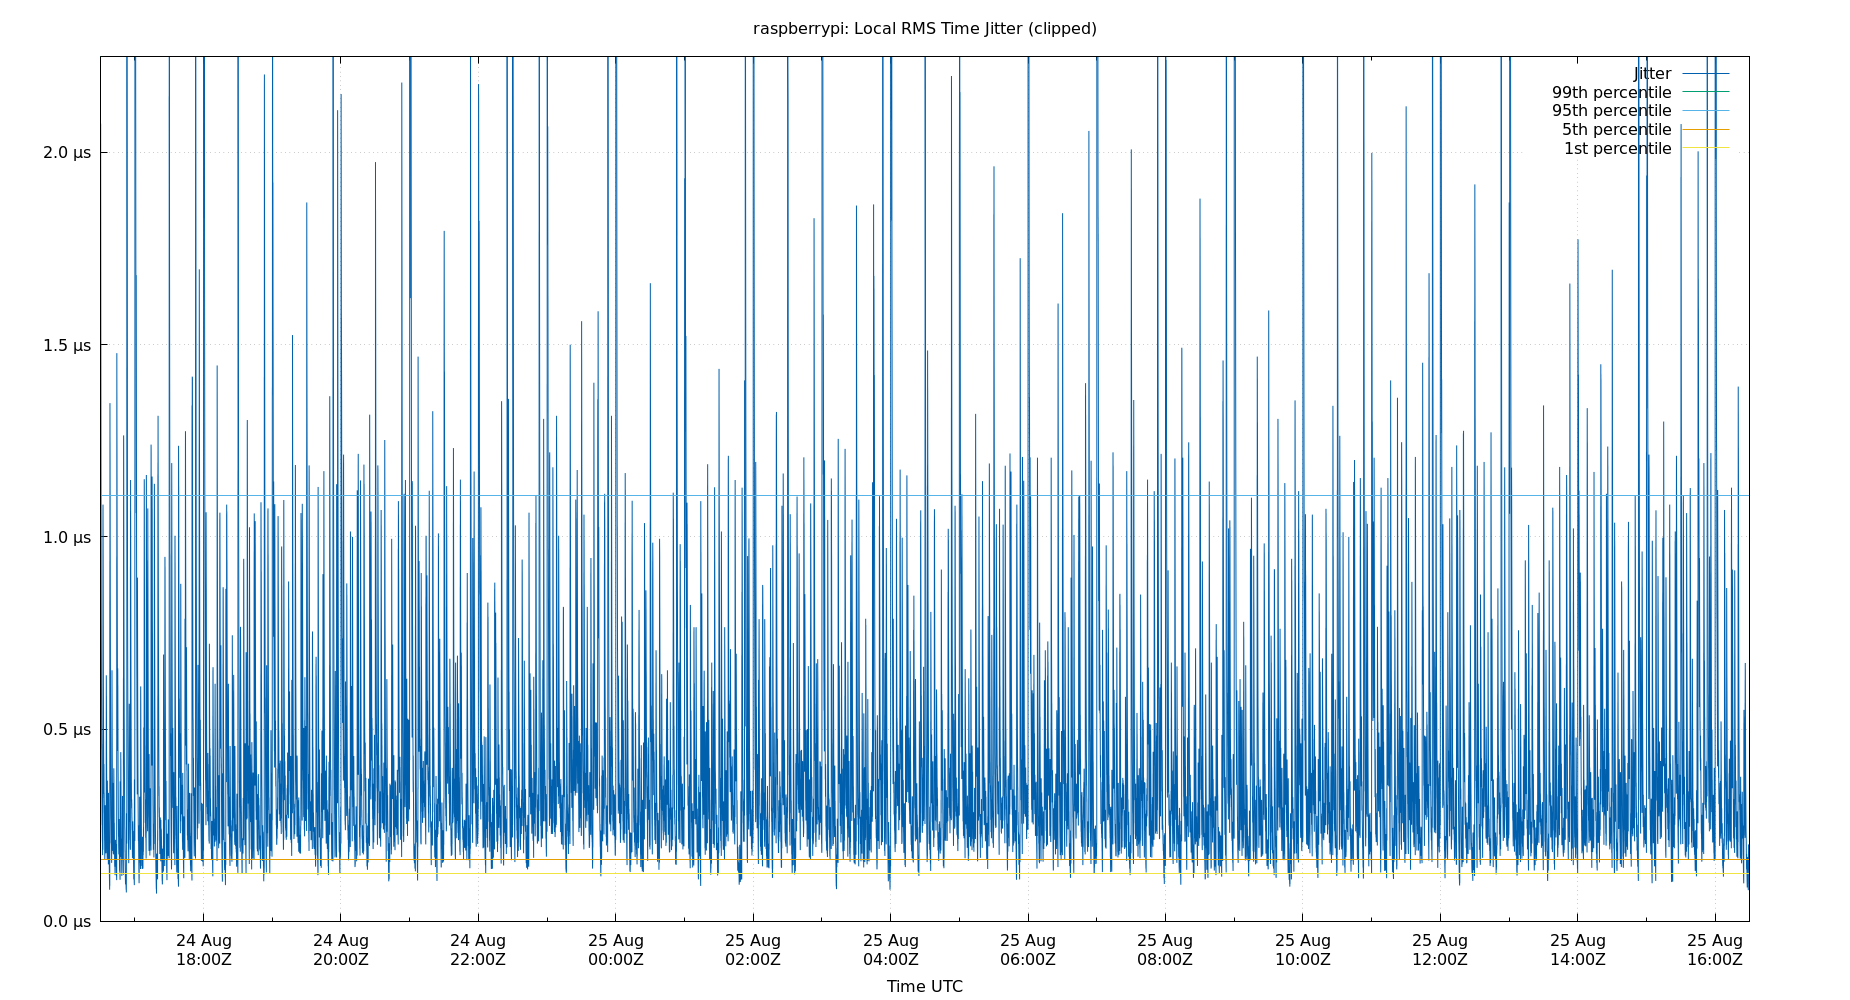 raspberrypi: Local RMS Time Jitter (clipped)
Jitter
99th percentile
95th percentile
5th percentile
1st percentile
2.0 µs
1.5 µs
1.0 µs
0.5 µs
0.0 µs
24 Aug 24 Aug 24 Aug 25 Aug 25 Aug 25 Aug 25 Aug 25 Aug 25 Aug 25 Aug 25 Aug 25 Aug
18:00Z 20:00Z 22:00Z 00:00Z 02:00Z 04:00Z 06:00Z 08:00Z 10:00Z 12:00Z 14:00Z 16:00Z
Time UTC